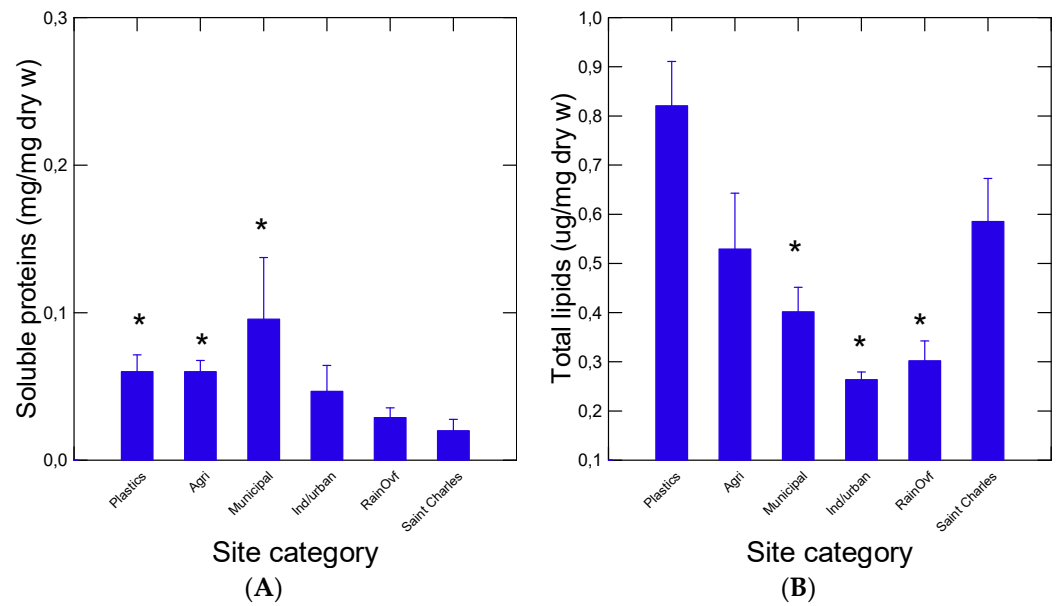 Soluble proteins (mg/mg dry w)
0,3
0,2
0,1
0,0
*
*
*
Plastics
Agri
Municipal
Ind/urban
RainOvf
Saint Charles
Site category
(A)
Total lipids (ug/mg dry w)
1,0
0,9
0,8
0,7
0,6
0,5
0,4
0,3
0,2
0,1
*
*
*
Plastics
Agri
Municipal
Ind/urban
RainOvf
Saint Charles
Site category
(B)